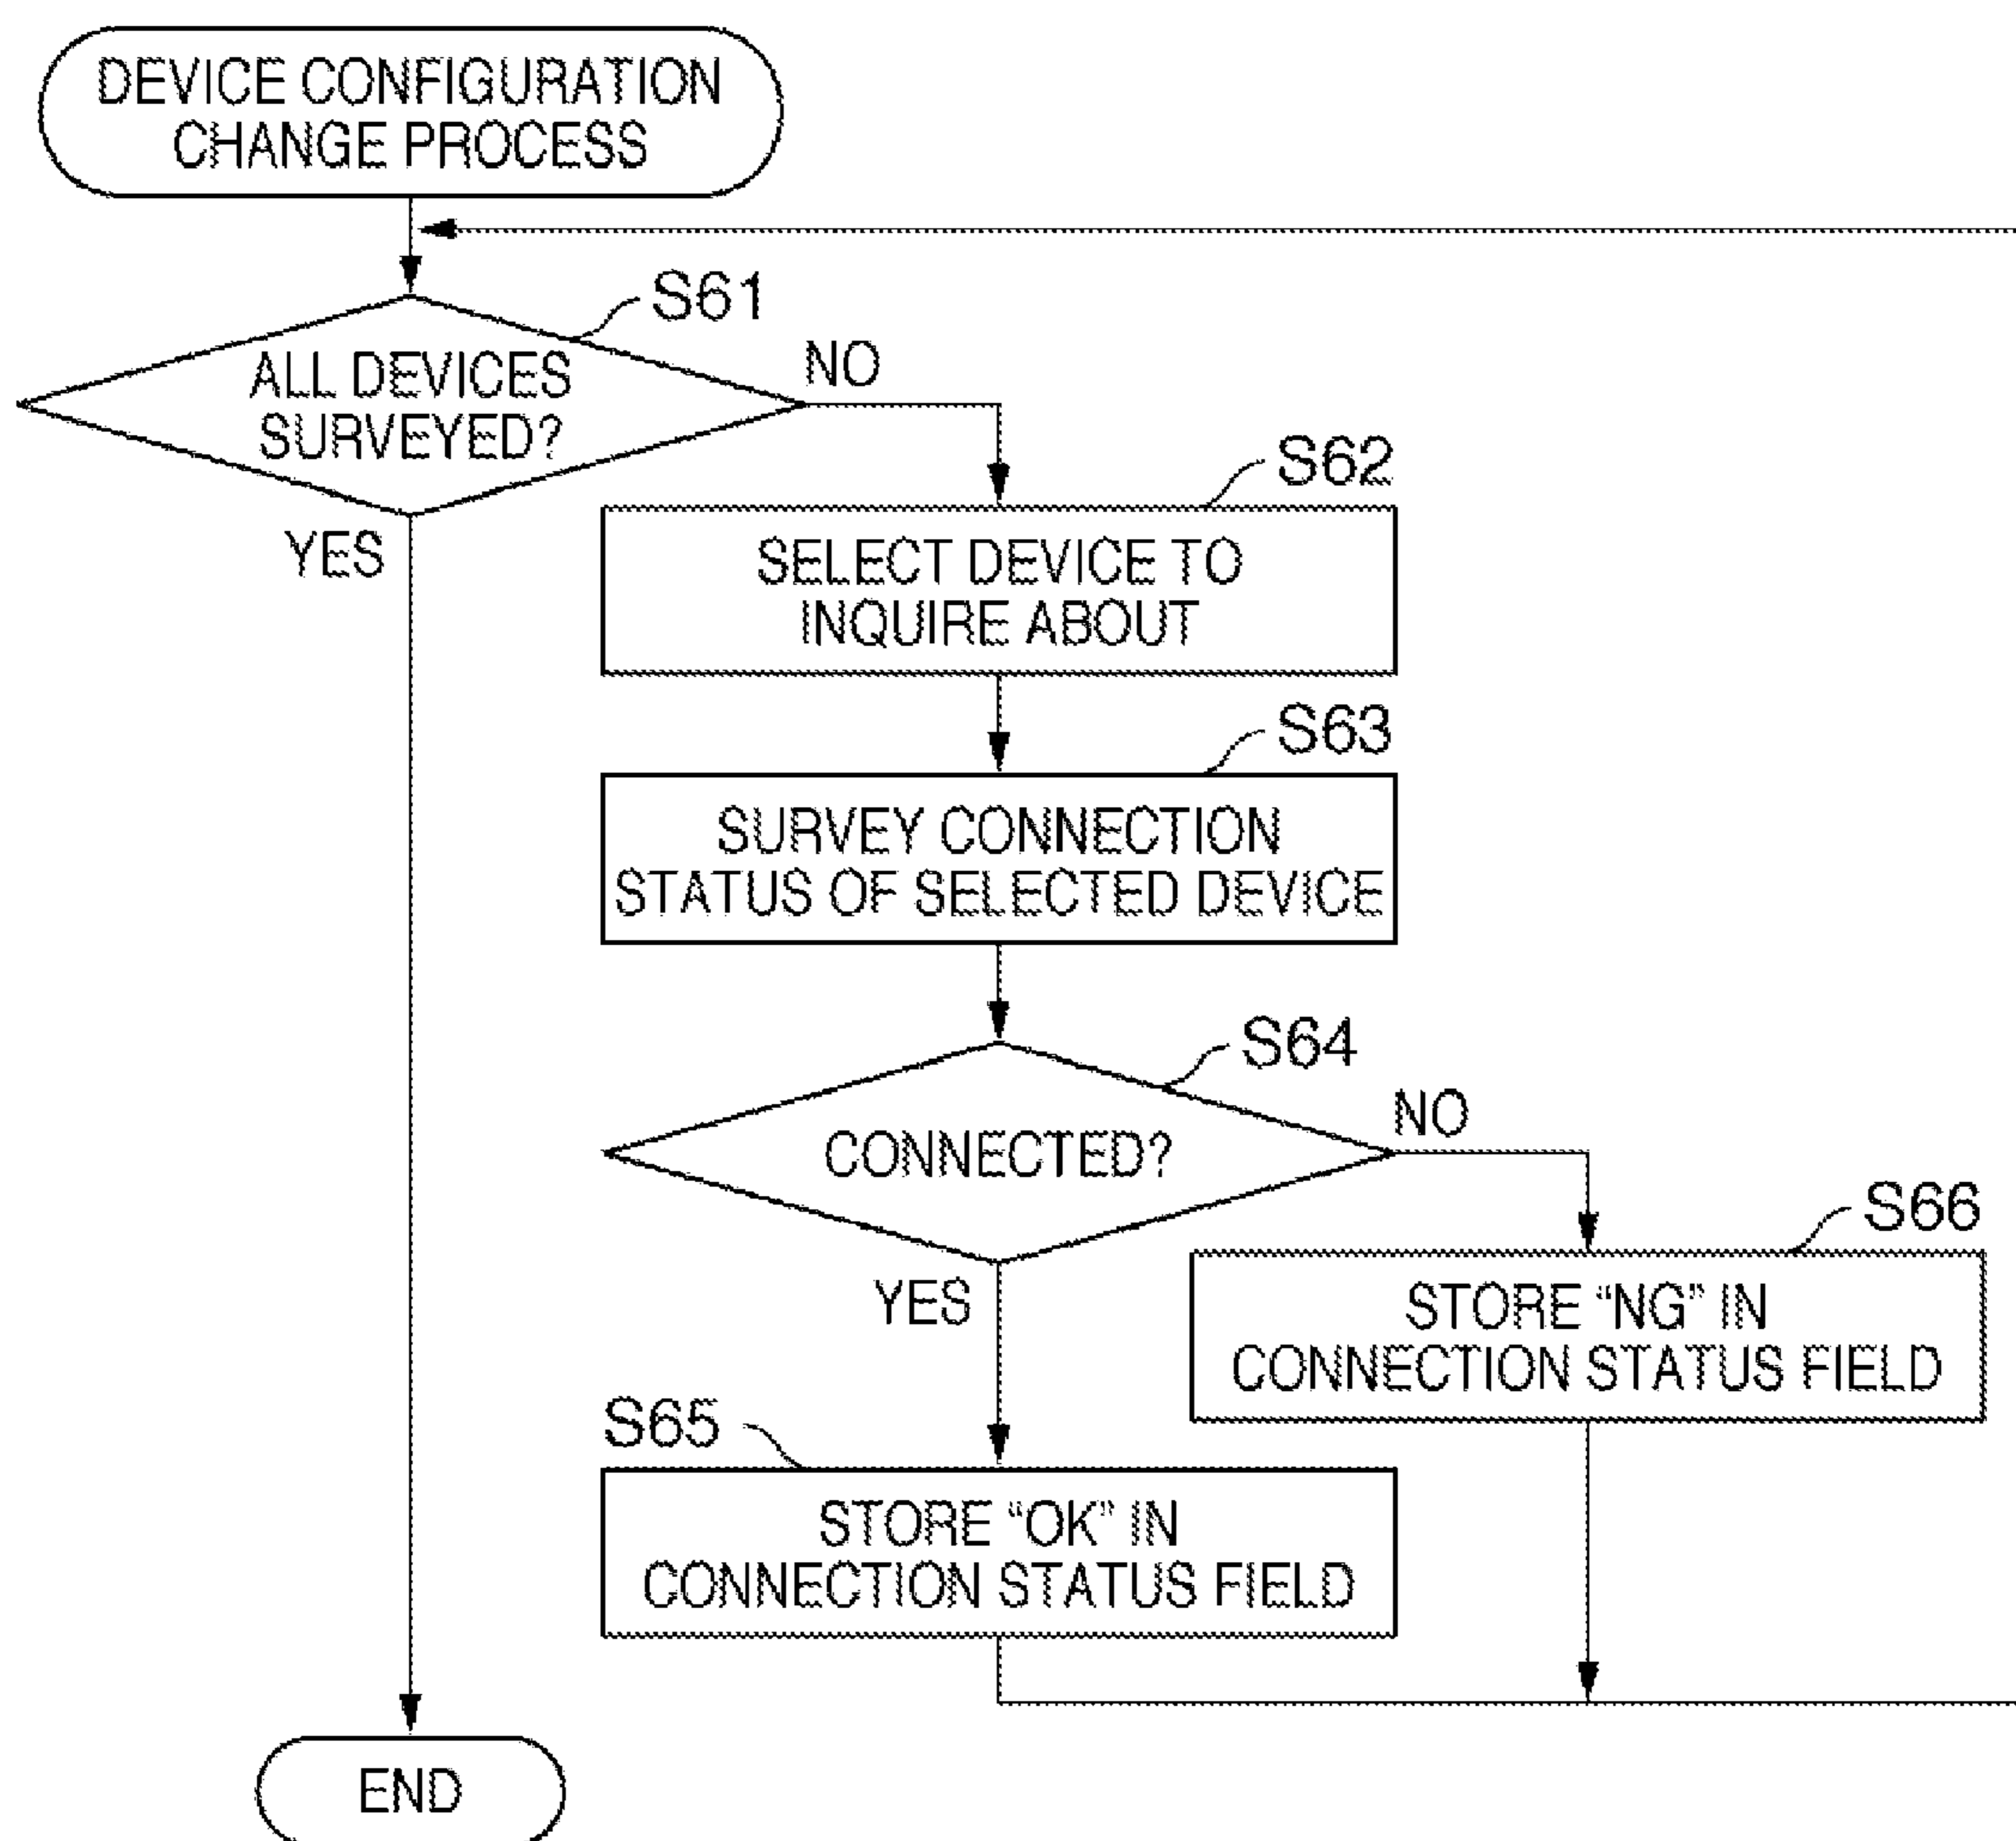 DEVICE CONFIGURATION
CHANGE PROCESS
S61
ALL DEVICES
SURVEYED?
NO
YES
S62
SELECT DEVICE TO
INQUIRE ABOUT
S63
SURVEY CONNECTION
STATUS OF SELECTED DEVICE
S64
CONNECTED?
NO
YES
S66
STORE “NG” IN
CONNECTION STATUS FIELD
S65
STORE “OK” IN
CONNECTION STATUS FIELD
END